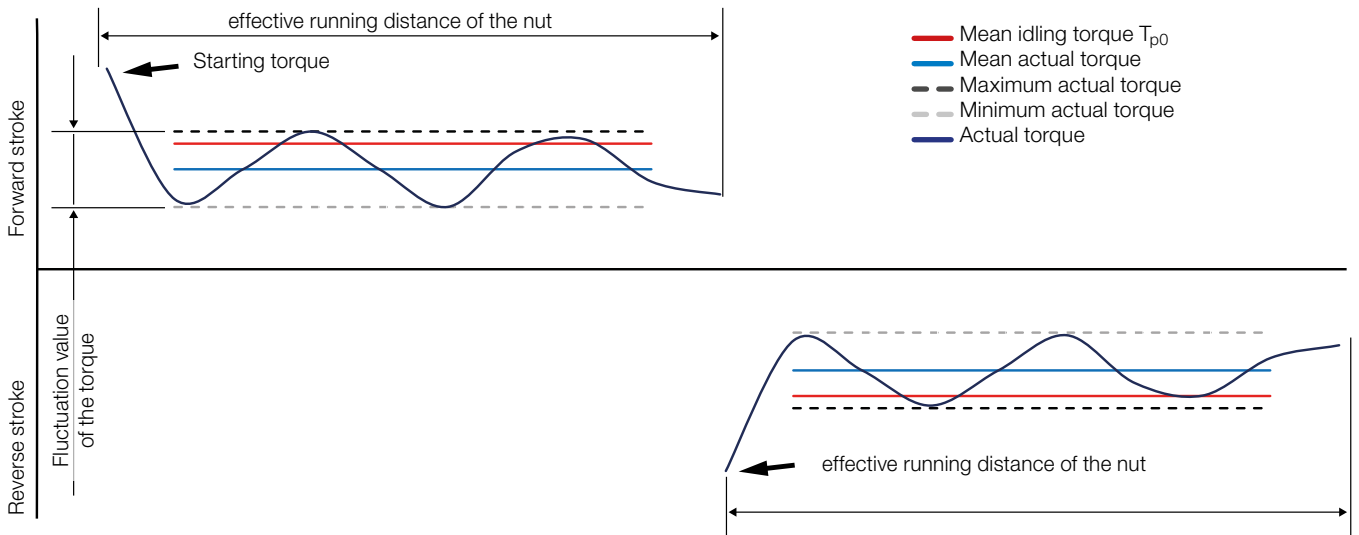 effective running distance of the nut
Starting torque
Mean idling torque Tp0
Mean actual torque
Maximum actual torque
Minimum actual torque
Actual torque
Forward stroke
Reverse stroke
Fluctuation value
of the torque
effective running distance of the nut